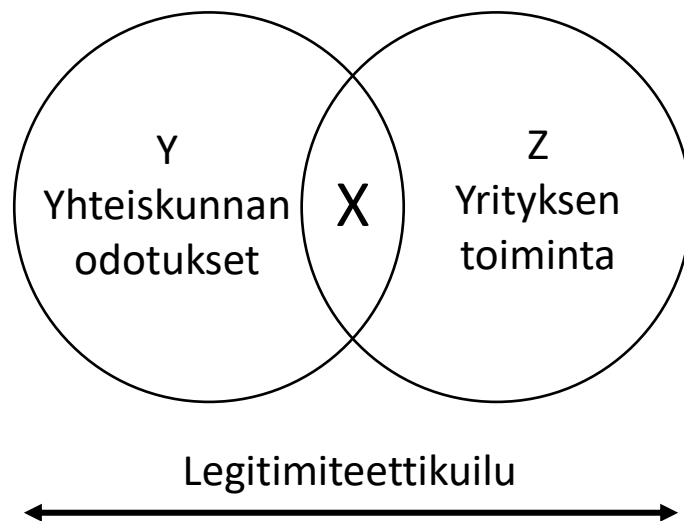 Y
Yhteiskunnan
odotukset
X
Z
Yrityksen
toiminta
Legitimiteettikuilu